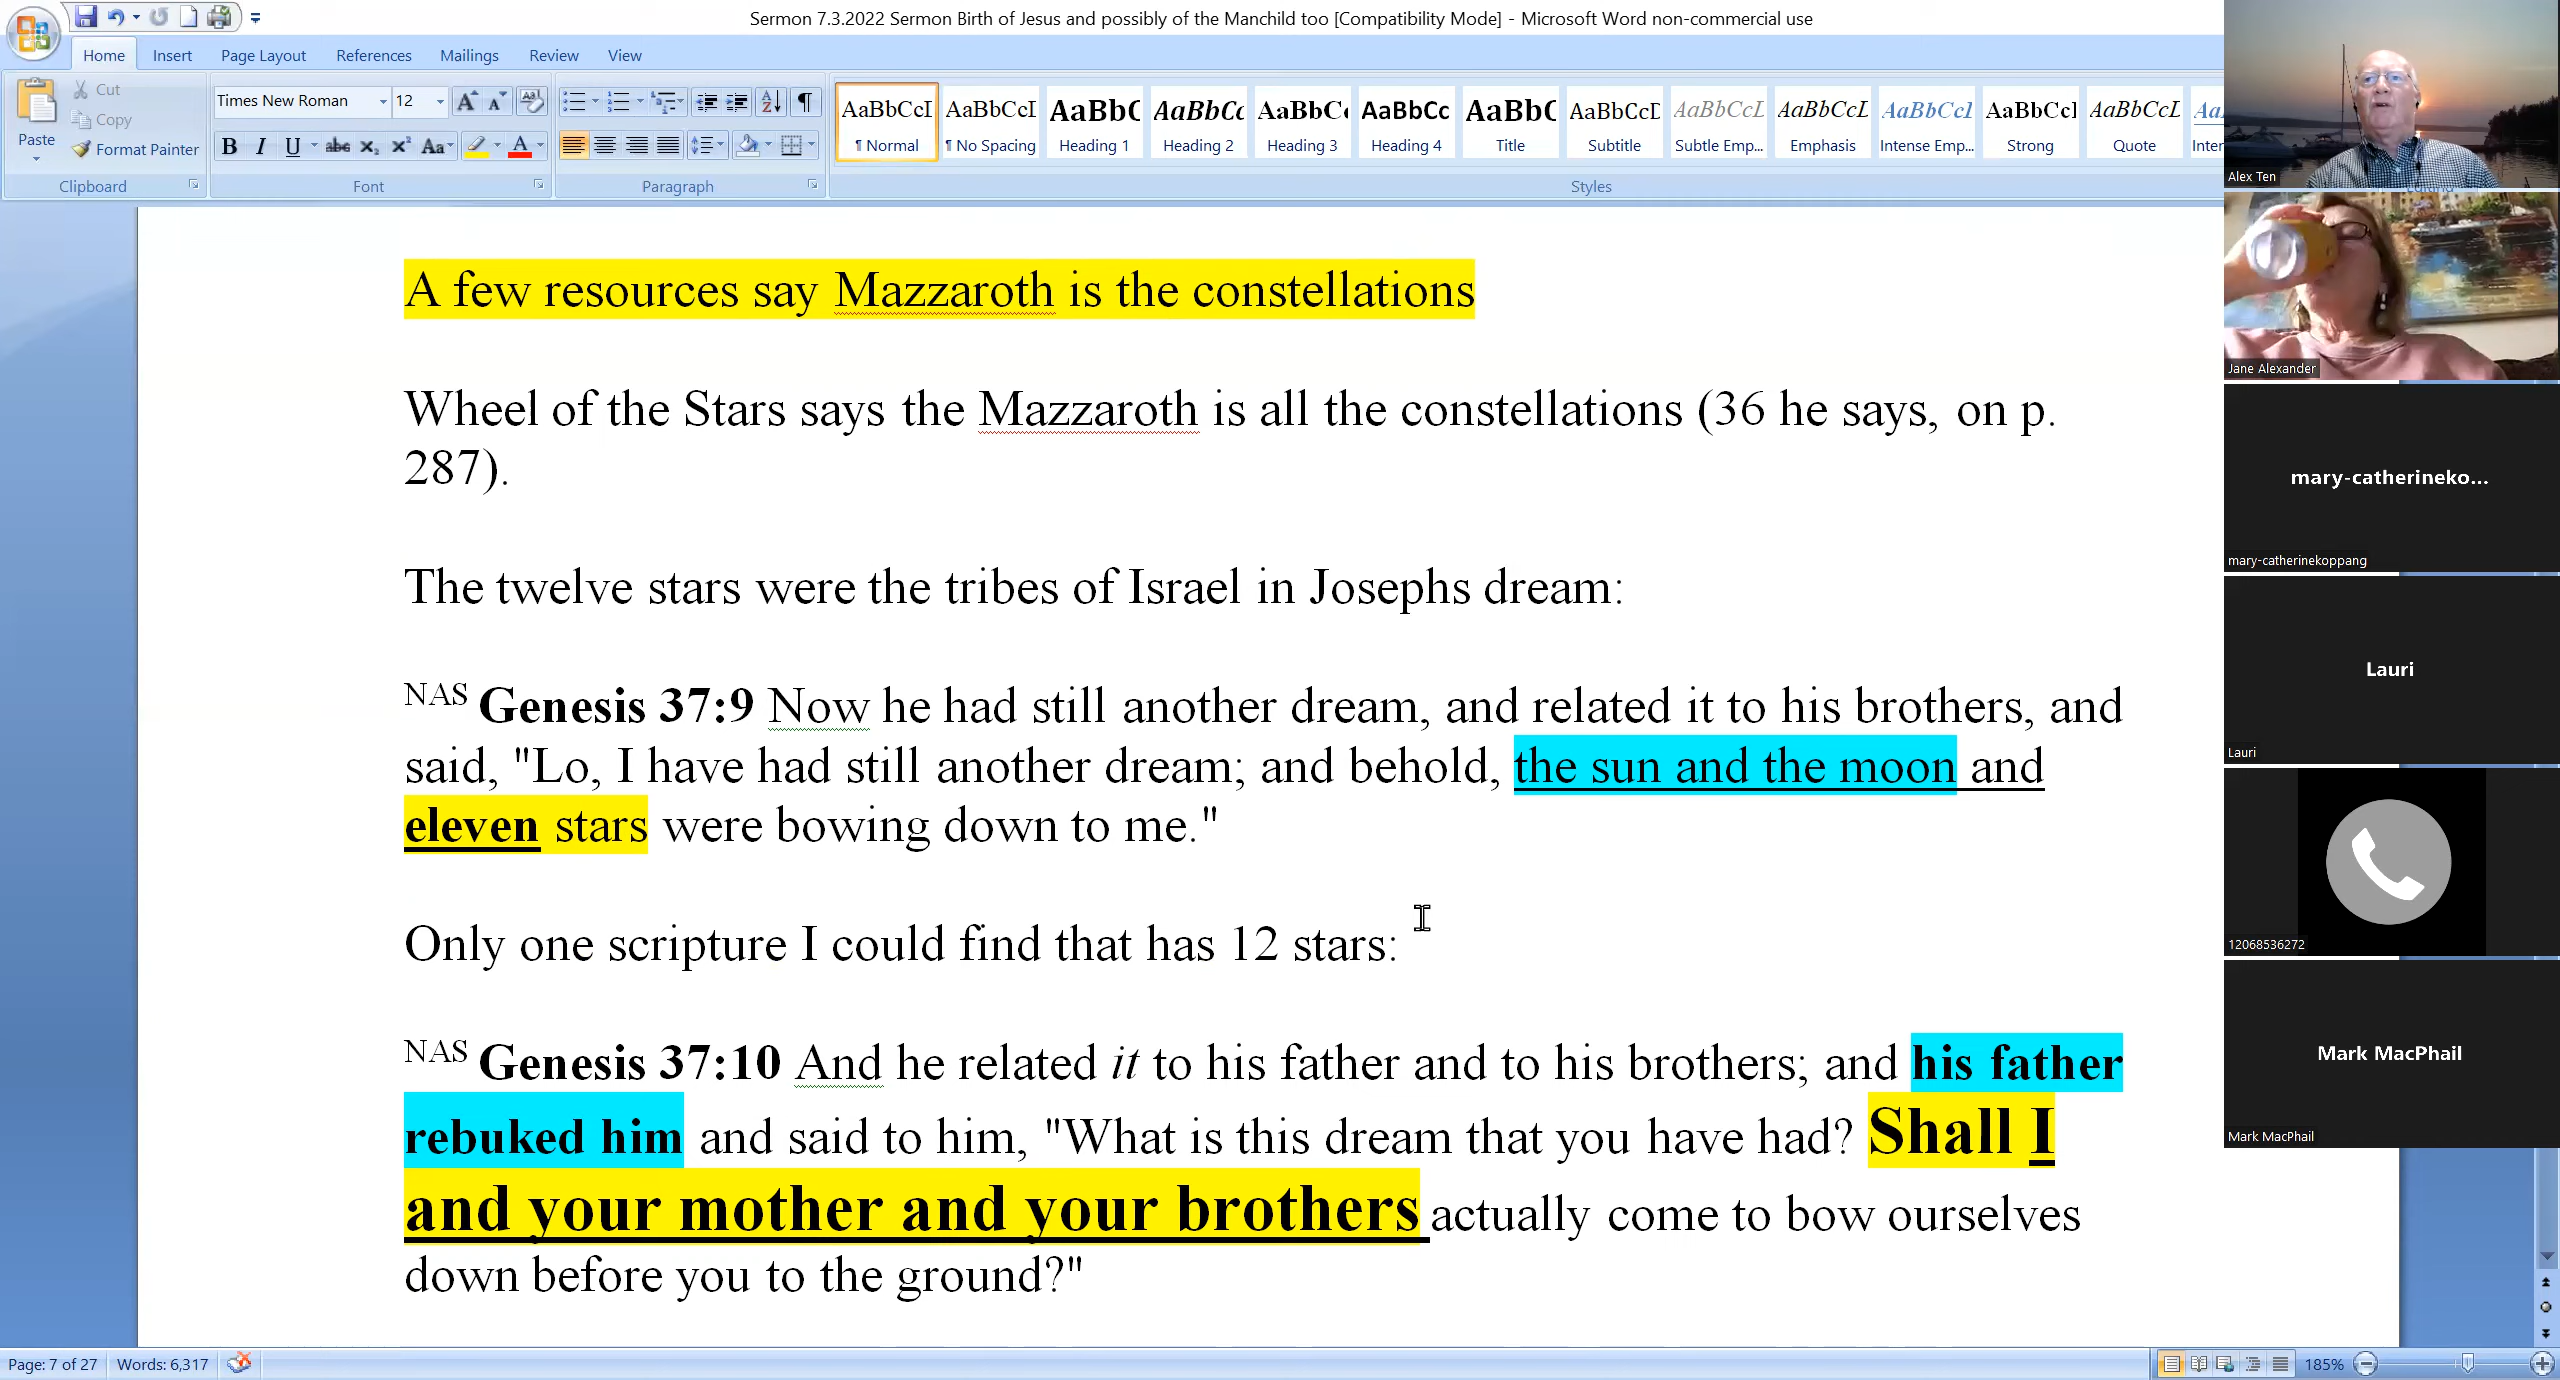 Sermon 7.3.2022 Sermon Birth of Jesus and possibly of the Manchild too [Compatibility Mode] - Microsoft Word non-commercial use
Home Insert Page Layout References Mailings Review View
Paste
Cut
Copy
Format Painter
Clipboard
Times New Roman 12
Font
Paragraph
AaBbCcI AaBbCcI AaBbC AaBbCc AaBbCc AaBbCc AaBbC AaBbCcD AaBbCcL AaBbCcL AaBbCcI AaBbCcI AaBbCcL Aa
¶ Normal ¶ No Spacing Heading 1 Heading 2 Heading 3 Heading 4 Title Subtitle Subtle Emp... Emphasis Intense Emp... Strong Quote Inter
Styles
A few resources say Mazzaroth is the constellations
Wheel of the Stars says the Mazzaroth is all the constellations (36 he says, on p.
287).
The twelve stars were the tribes of Israel in Josephs dream:
NAS Genesis 37:9 Now he had still another dream, and related it to his brothers, and
said, "Lo, I have had still another dream; and behold, the sun and the moon and
eleven stars were bowing down to me."
Only one scripture I could find that has 12 stars:
NAS Genesis 37:10 And he related it to his father and to his brothers; and his father
rebuked him and said to him, "What is this dream that you have had? Shall I
and your mother and your brothers actually come to bow ourselves
down before you to the ground?"
Alex Ten
Jane Alexander
mary-catherineko...
mary-catherinekoppang
Lauri
Lauri
12068536272
Mark MacPhail
Mark MacPhail
Page: 7 of 27 Words: 6,317
185%